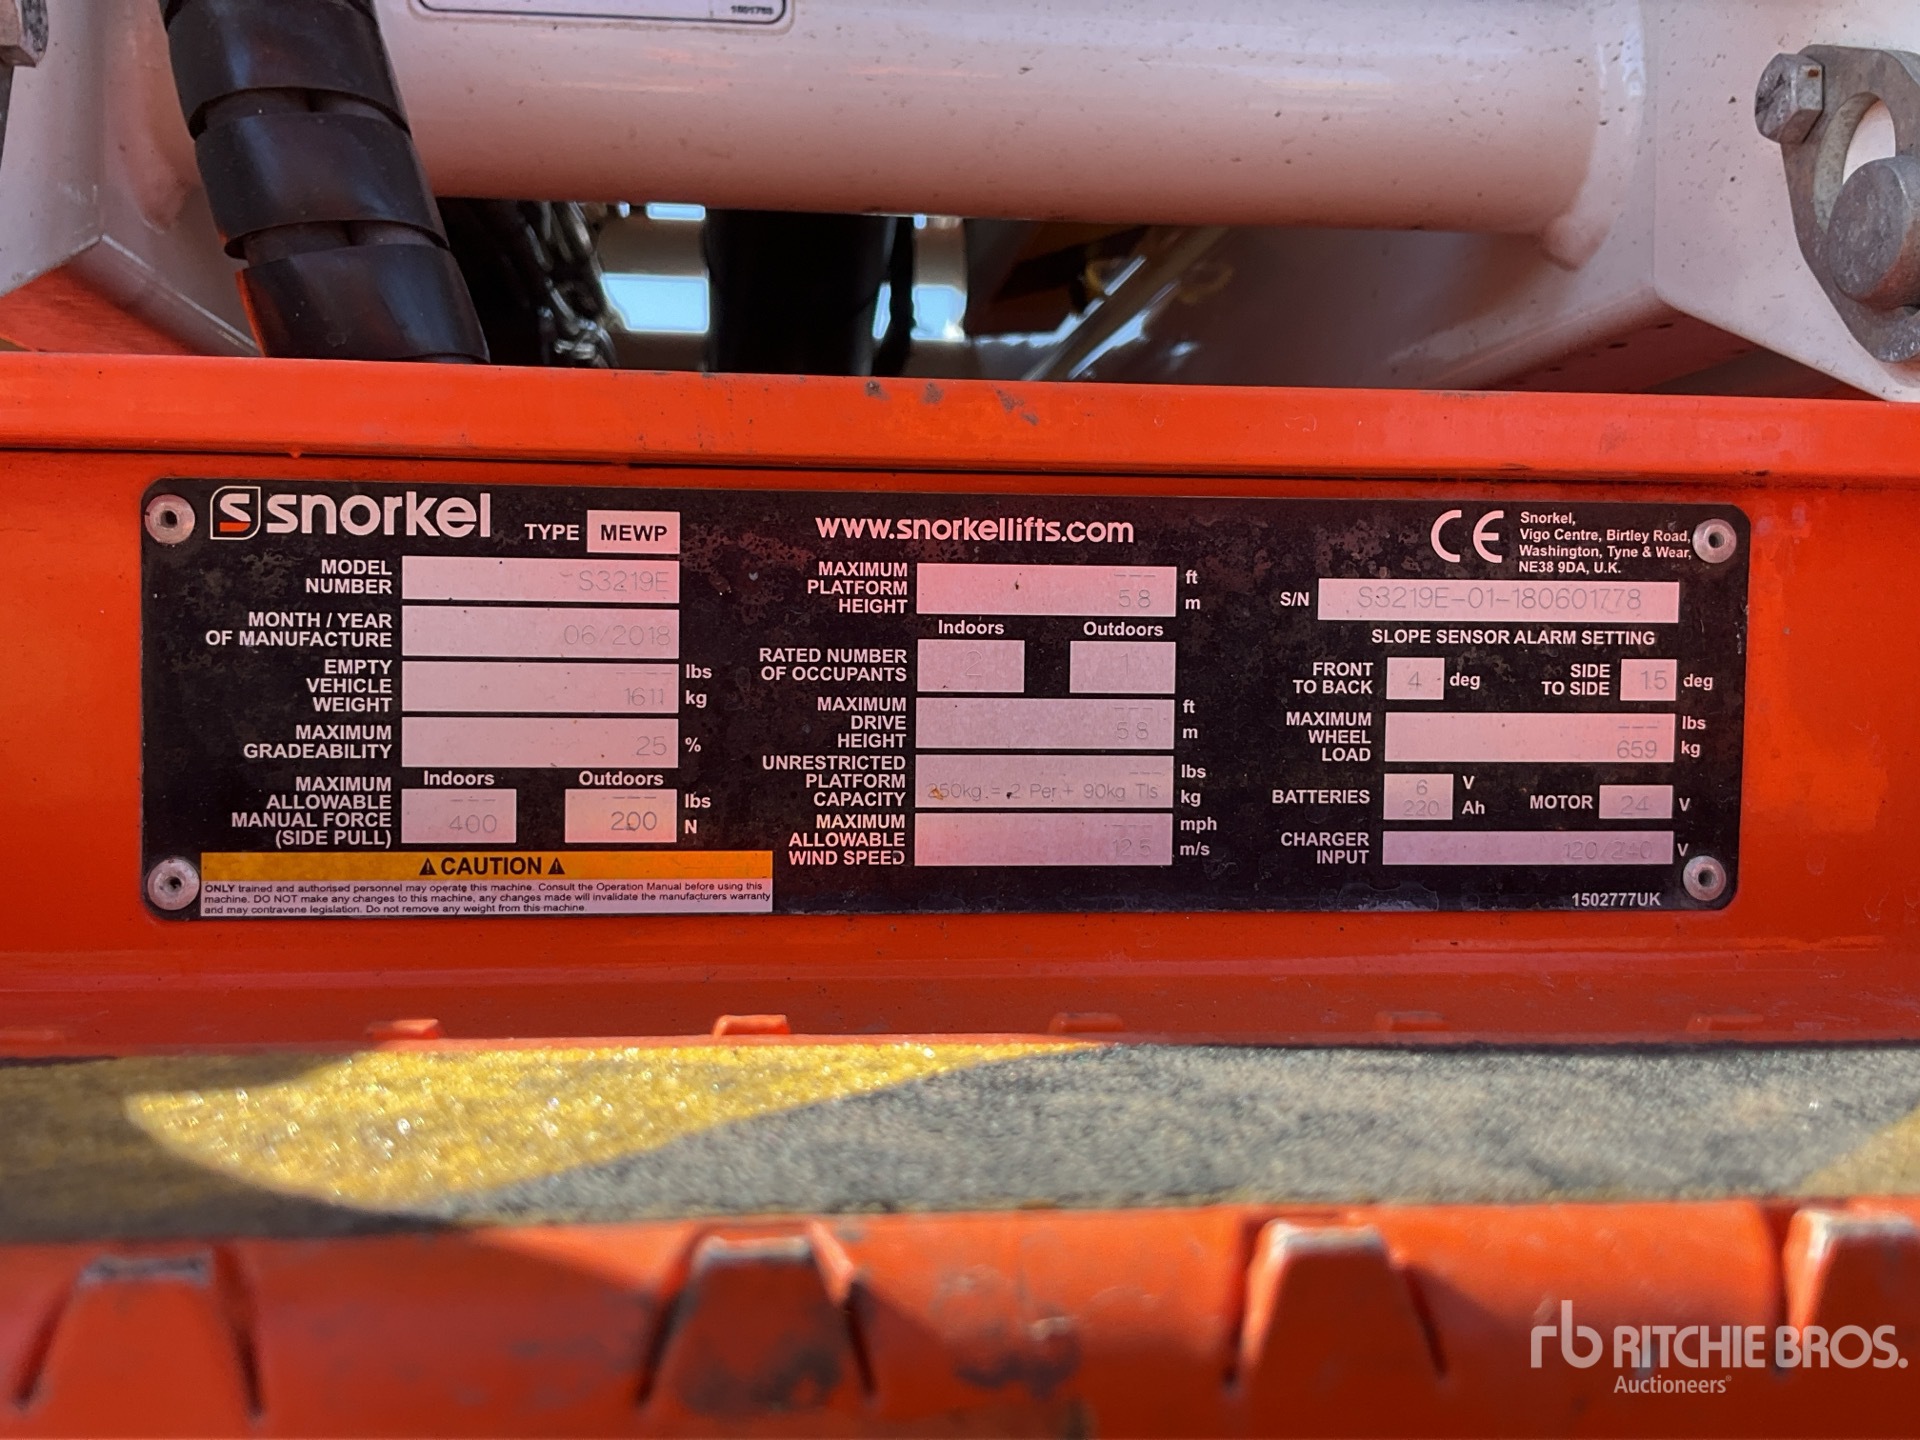 1801788
snorkel TYPE MEWP
MODEL NUMBER S3219E
MONTH / YEAR OF MANUFACTURE 06/2018
EMPTY VEHICLE WEIGHT --- lbs
1611 kg
MAXIMUM GRADEABILITY 25 %
Indoors Outdoors
MAXIMUM ALLOWABLE MANUAL FORCE (SIDE PULL) --- --- lbs
400 200 N
CAUTION
ONLY trained and authorised personnel may operate this machine. Consult the Operation Manual before using this
machine. DO NOT make any changes to this machine, any changes made will invalidate the manufacturers warranty
and may contravene legislation. Do not remove any weight from this machine.
www.snorkellifts.com
MAXIMUM PLATFORM HEIGHT --- ft
5.8 m
Indoors Outdoors
RATED NUMBER OF OCCUPANTS 2 1
MAXIMUM DRIVE HEIGHT --- ft
5.8 m
UNRESTRICTED PLATFORM CAPACITY --- lbs
250kg = 2 Per.+ 90kg Tls kg
MAXIMUM ALLOWABLE WIND SPEED --- mph
12.5 m/s
CE
Snorkel,
Vigo Centre, Birtley Road,
Washington, Tyne & Wear,
NE38 9DA, U.K.
S/N S3219E-01-180601778
SLOPE SENSOR ALARM SETTING
FRONT TO BACK 4 deg SIDE TO SIDE 1.5 deg
MAXIMUM WHEEL LOAD --- lbs
659 kg
BATTERIES 6 V
220 Ah
MOTOR 24 V
CHARGER INPUT 120/240 V
1502777UK
rb RITCHIE BROS.
Auctioneers